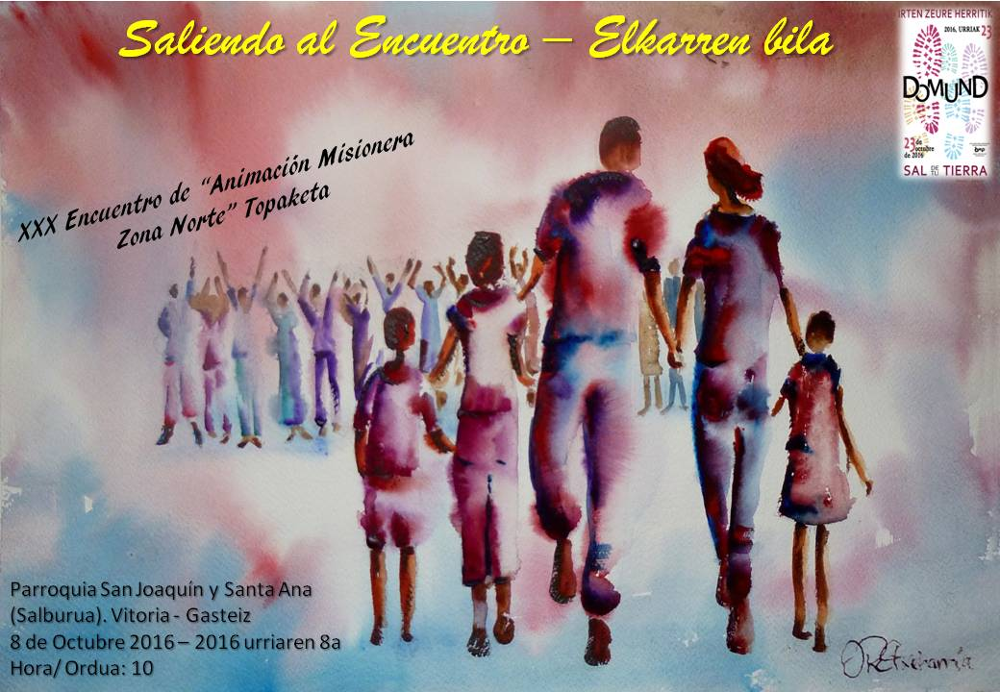 Saliendo al Encuentro – Elkarren bila
IRTEN ZEURE HERRITIK
2016, URRIAK 23
DOMUND
23 de octubre
de 2016
SAL DE TU TIERRA
XXX Encuentro de “Animación Misionera
Zona Norte” Topaketa
Parroquia San Joaquín y Santa Ana
(Salburua). Vitoria - Gasteiz
8 de Octubre 2016 – 2016 urriaren 8a
Hora/ Ordua: 10